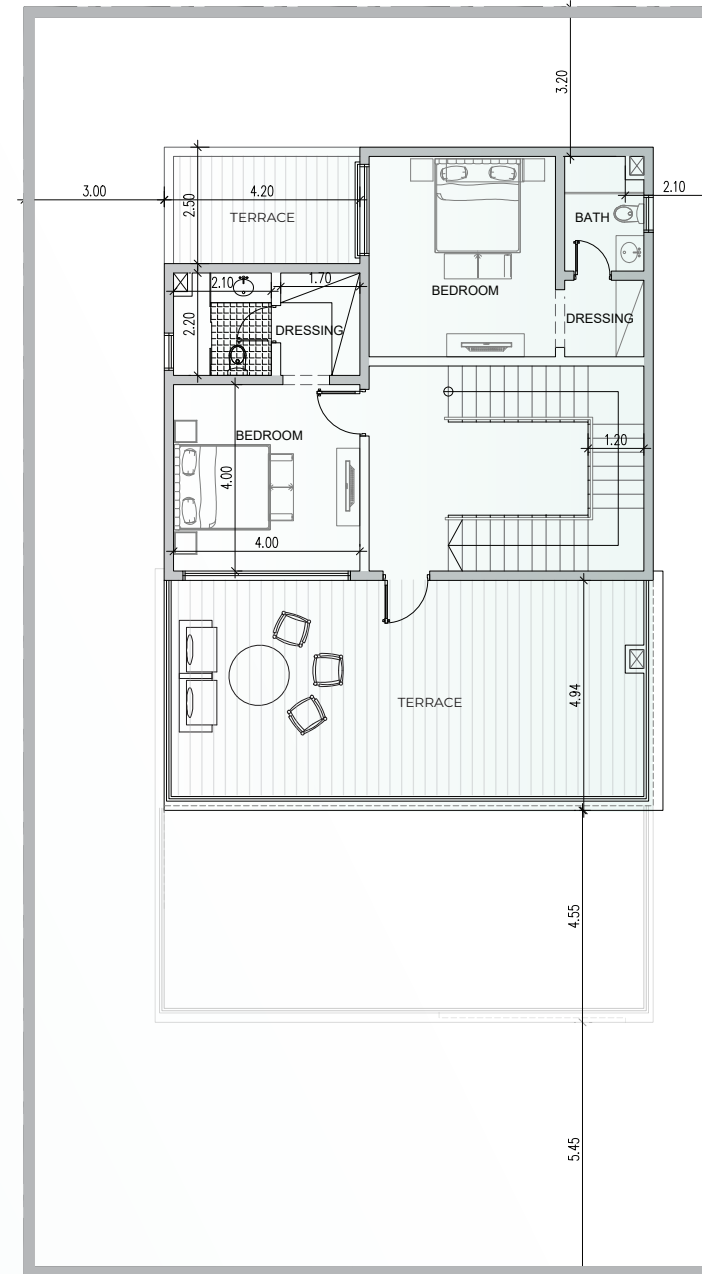 3.20
3.00
4.20
2.50
TERRACE
2.10
BATH
BEDROOM
2.10
1.70
DRESSING
2.20
DRESSING
BEDROOM
1.20
4.00
4.00
TERRACE
4.94
4.55
5.45